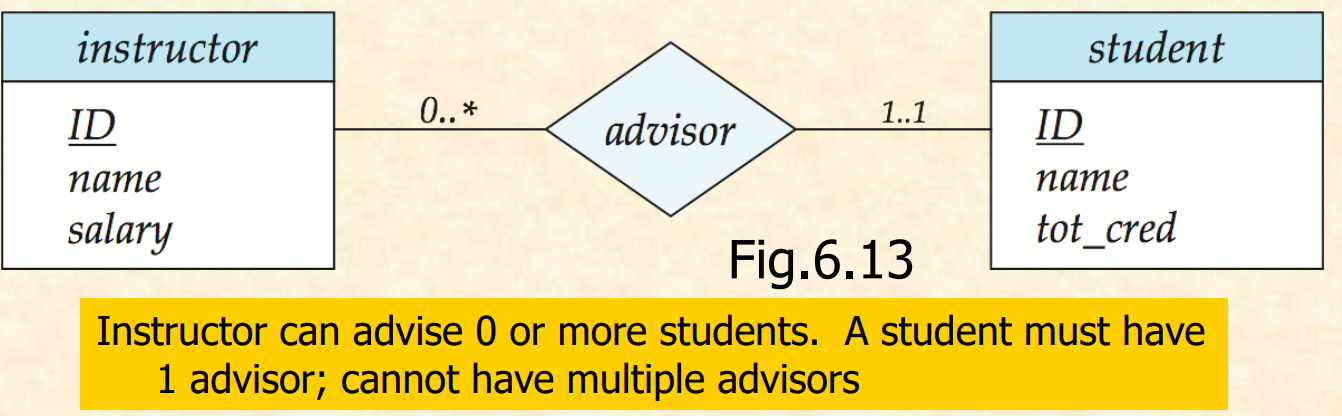 instructor
ID
name
salary
0..*
advisor
1..1
student
ID
name
tot_cred
Fig.6.13
Instructor can advise 0 or more students. A student must have
1 advisor; cannot have multiple advisors